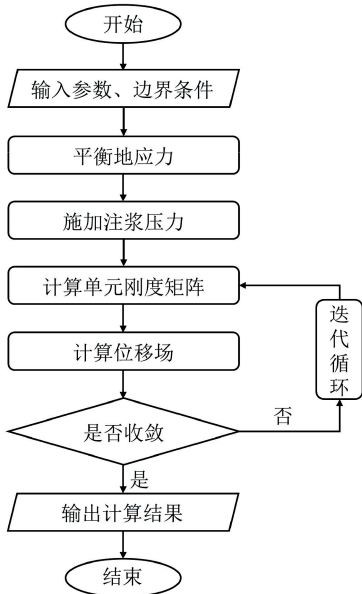 开始
输入参数、边界条件
平衡地应力
施加注浆压力
计算单元刚度矩阵
计算位移场
迭代循环
是否收敛
否
是
输出计算结果
结束